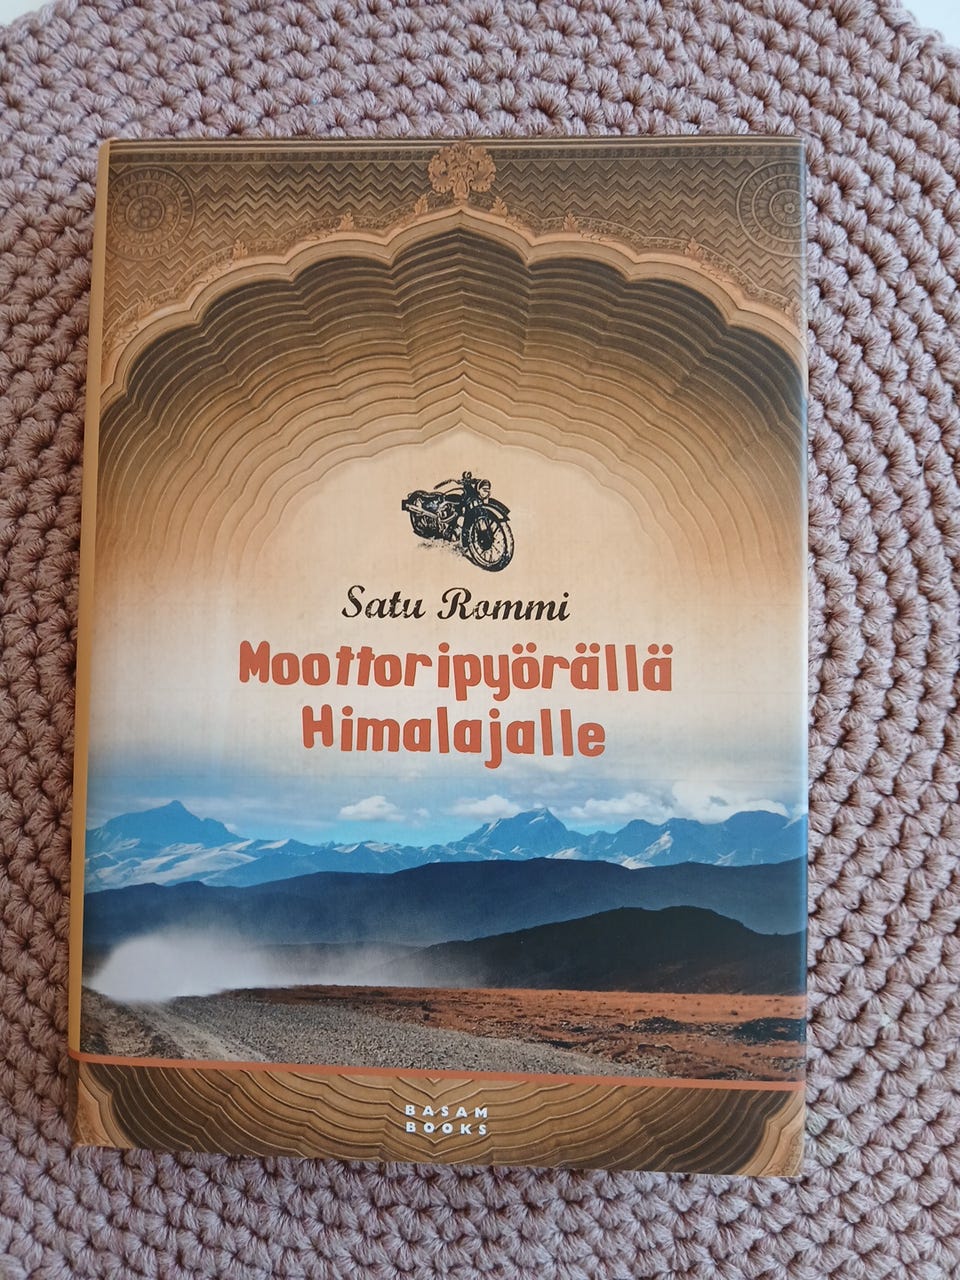 Satu Rommi
Moottoripyörällä
Himalajalle
BASAM
BOOKS